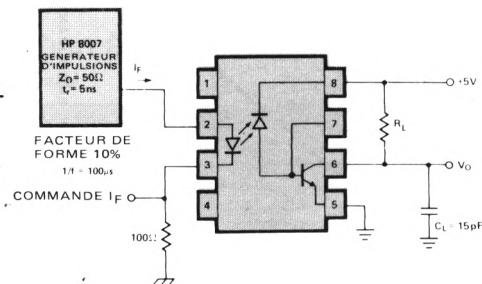 HP 8007
GENERATEUR
D'IMPULSIONS
Z₀ = 50Ω
tᵣ = 5ns
I_F
FACTEUR DE
FORME 10%
1/f = 100μs
COMMANDE I_F
100Ω
1
2
3
4
8
7
6
5
+5V
R_L
V_O
C_L = 15pF